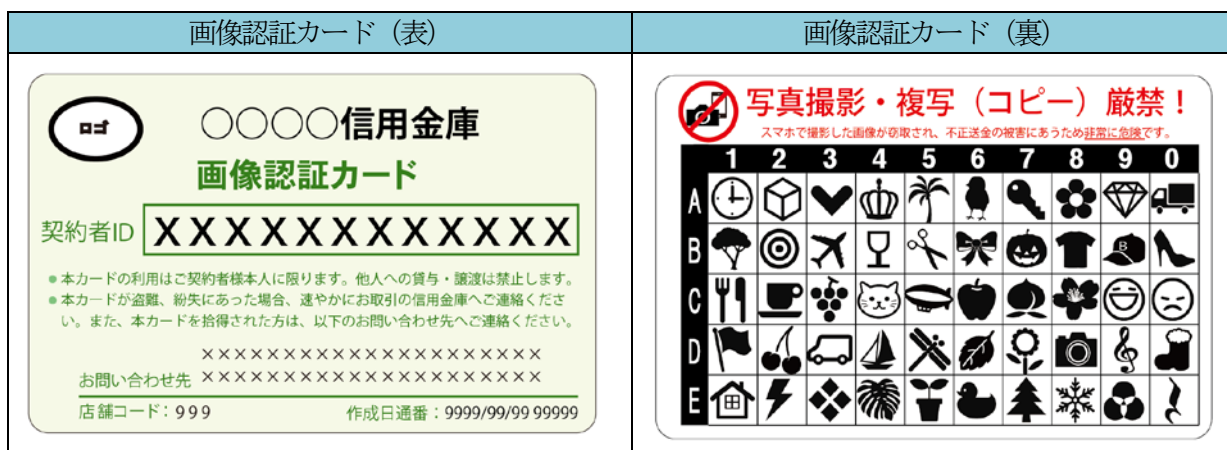 画像認証カード（表）
画像認証カード（裏）
ロゴ
○○○○信用金庫
画像認証カード
契約者ID XXXXXXXXXXXX
●本カードの利用はご契約者様本人に限ります。他人への貸与・譲渡は禁止します。
●本カードが盗難、紛失にあった場合、速やかにお取引の信用金庫へご連絡くださ
い。また、本カードを拾得された方は、以下のお問い合わせ先へご連絡ください。
×××××××××××××××××××××
お問い合わせ先 ×××××××××××××××××××××
店舗コード：999
作成日通番：9999/99/99 99999
写真撮影・複写（コピー）厳禁！
スマホで撮影した画像が窃取され、不正送金の被害にあうため非常に危険です。
1 2 3 4 5 6 7 8 9 0
A
B
B
C
D
E